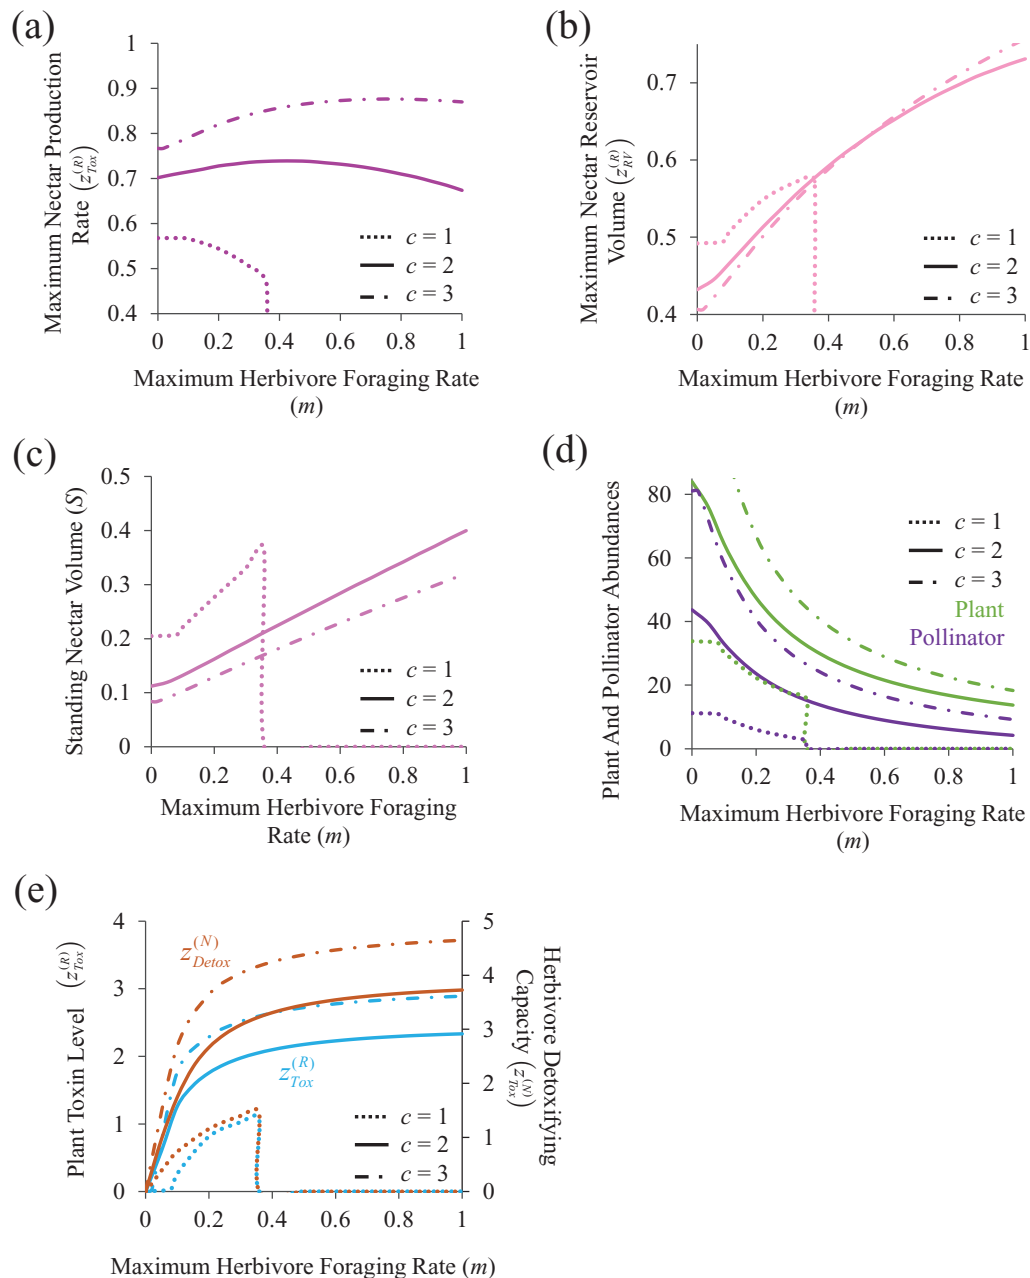 (a)
Maximum Nectar Production
Rate (z_{Tox}^{(R)})
1
0.9
0.8
0.7
0.6
0.5
0.4
0
0.2
0.4
0.6
0.8
1
c = 1
c = 2
c = 3
Maximum Herbivore Foraging Rate
(m)
(b)
Maximum Nectar Reservoir
Volume (z_{RV}^{(R)})
0.7
0.6
0.5
0.4
0
0.2
0.4
0.6
0.8
1
c = 1
c = 2
c = 3
Maximum Herbivore Foraging Rate
(m)
(c)
Standing Nectar Volume (S)
0.5
0.4
0.3
0.2
0.1
0
0
0.2
0.4
0.6
0.8
1
c = 1
c = 2
c = 3
Maximum Herbivore Foraging
Rate (m)
(d)
Plant And Pollinator Abundances
80
60
40
20
0
0
0.2
0.4
0.6
0.8
1
c = 1
c = 2
c = 3
Plant
Pollinator
Maximum Herbivore Foraging Rate
(m)
(e)
Plant Toxin Level (z_{Tox}^{(R)})
4
3
2
1
0
z_{Detox}^{(N)}
z_{Tox}^{(R)}
c = 1
c = 2
c = 3
5
4
3
2
1
0
Herbivore Detoxifying
Capacity (z_{Tox}^{(N)})
0
0.2
0.4
0.6
0.8
1
Maximum Herbivore Foraging Rate (m)